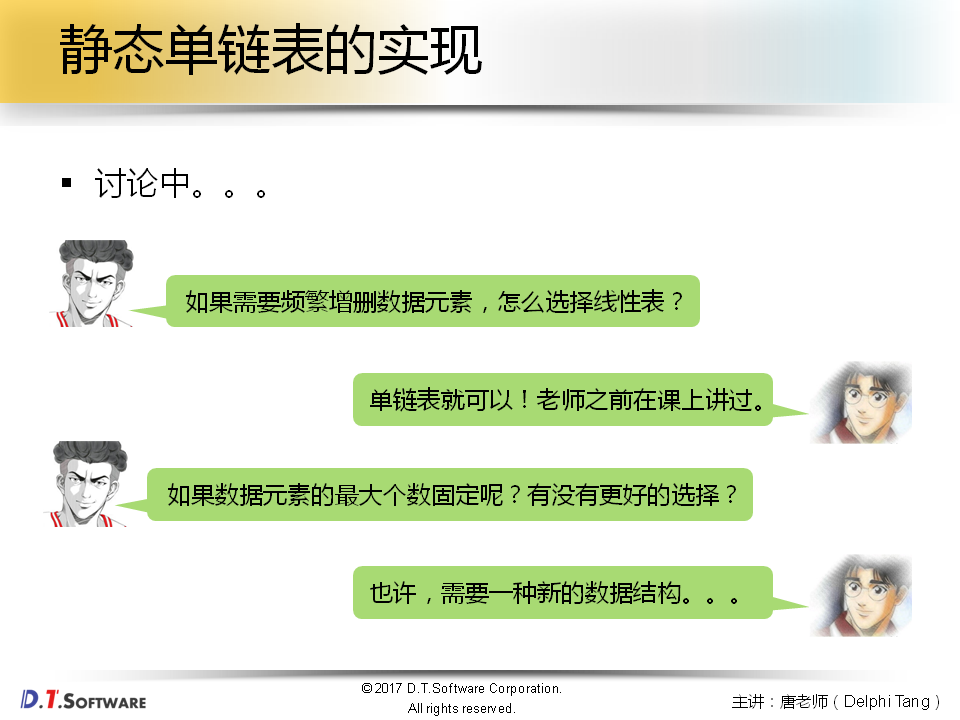 静态单链表的实现
讨论中。。。
如果需要频繁增删数据元素，怎么选择线性表？
单链表就可以！老师之前在课上讲过。
如果数据元素的最大个数固定呢？有没有更好的选择？
也许，需要一种新的数据结构。。。
D.T.SOFTWARE
©2017 D.T.Software Corporation.
All rights reserved.
主讲：唐老师（Delphi Tang）